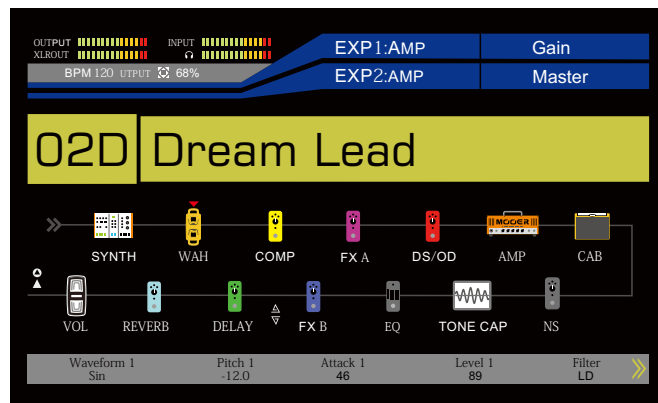 OUTPUT INPUT EXP1:AMP Gain
XLROUT
BPM 120 UTPUT 68% EXP2:AMP Master
02D Dream Lead
MOOER
SYNTH WAH COMP FX A DS/OD AMP CAB
VOL REVERB DELAY FX B EQ TONE CAP NS
Waveform 1 Pitch 1 Attack 1 Level 1 Filter
Sin -12.0 46 89 LD